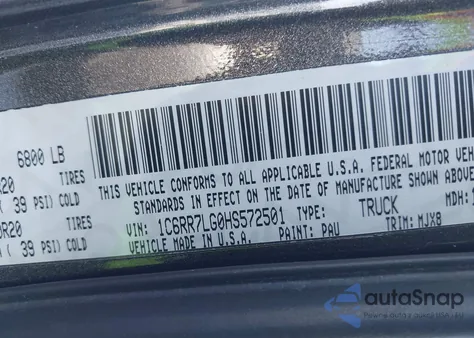 6800 LB
R20 TIRES
( 39 PSI) COLD
THIS VEHICLE CONFORMS TO ALL APPLICABLE U.S.A. FEDERAL MOTOR VEH
STANDARDS IN EFFECT ON THE DATE OF MANUFACTURE SHOWN ABOVE
0R20 TIRES
VIN: 1C6RR7LG0HS572501 TYPE: TRUCK
( 39 PSI) COLD
VEHICLE MADE IN U.S.A. PAINT: PAU TRIM: MJX8 MDH:
autoSnap